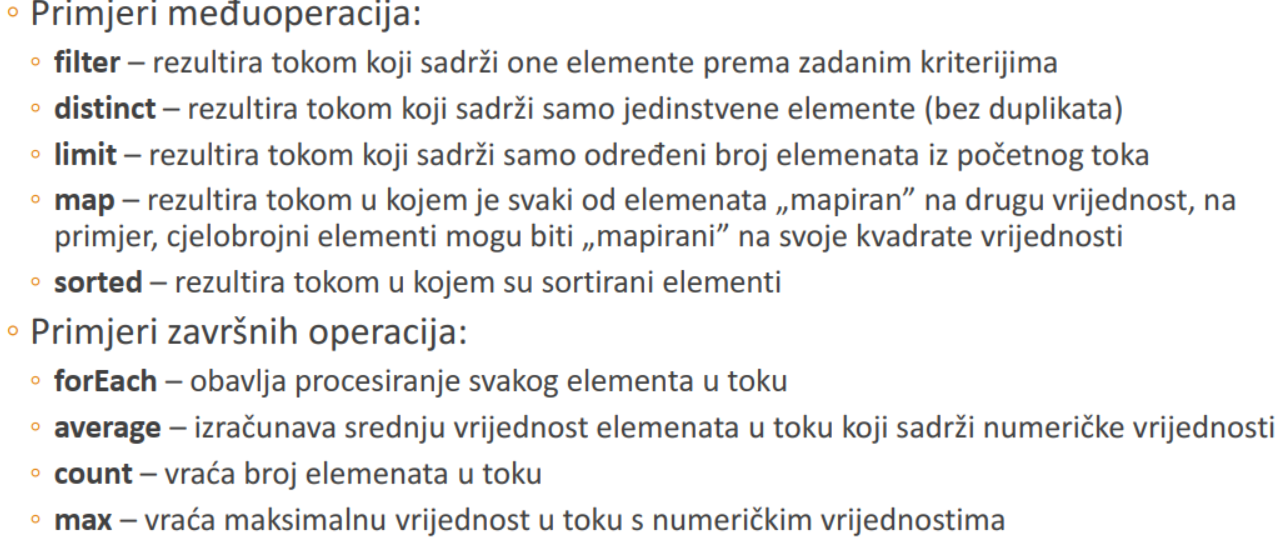 ◦ Primjeri međuoperacija:
◦ filter – rezultira tokom koji sadrži one elemente prema zadanim kriterijima
◦ distinct – rezultira tokom koji sadrži samo jedinstvene elemente (bez duplikata)
◦ limit – rezultira tokom koji sadrži samo određeni broj elemenata iz početnog toka
◦ map – rezultira tokom u kojem je svaki od elemenata „mapiran” na drugu vrijednost, na
primjer, cjelobrojni elementi mogu biti „mapirani” na svoje kvadrate vrijednosti
◦ sorted – rezultira tokom u kojem su sortirani elementi
◦ Primjeri završnih operacija:
◦ forEach – obavlja procesiranje svakog elementa u toku
◦ average – izračunava srednju vrijednost elemenata u toku koji sadrži numeričke vrijednosti
◦ count – vraća broj elemenata u toku
◦ max – vraća maksimalnu vrijednost u toku s numeričkim vrijednostima